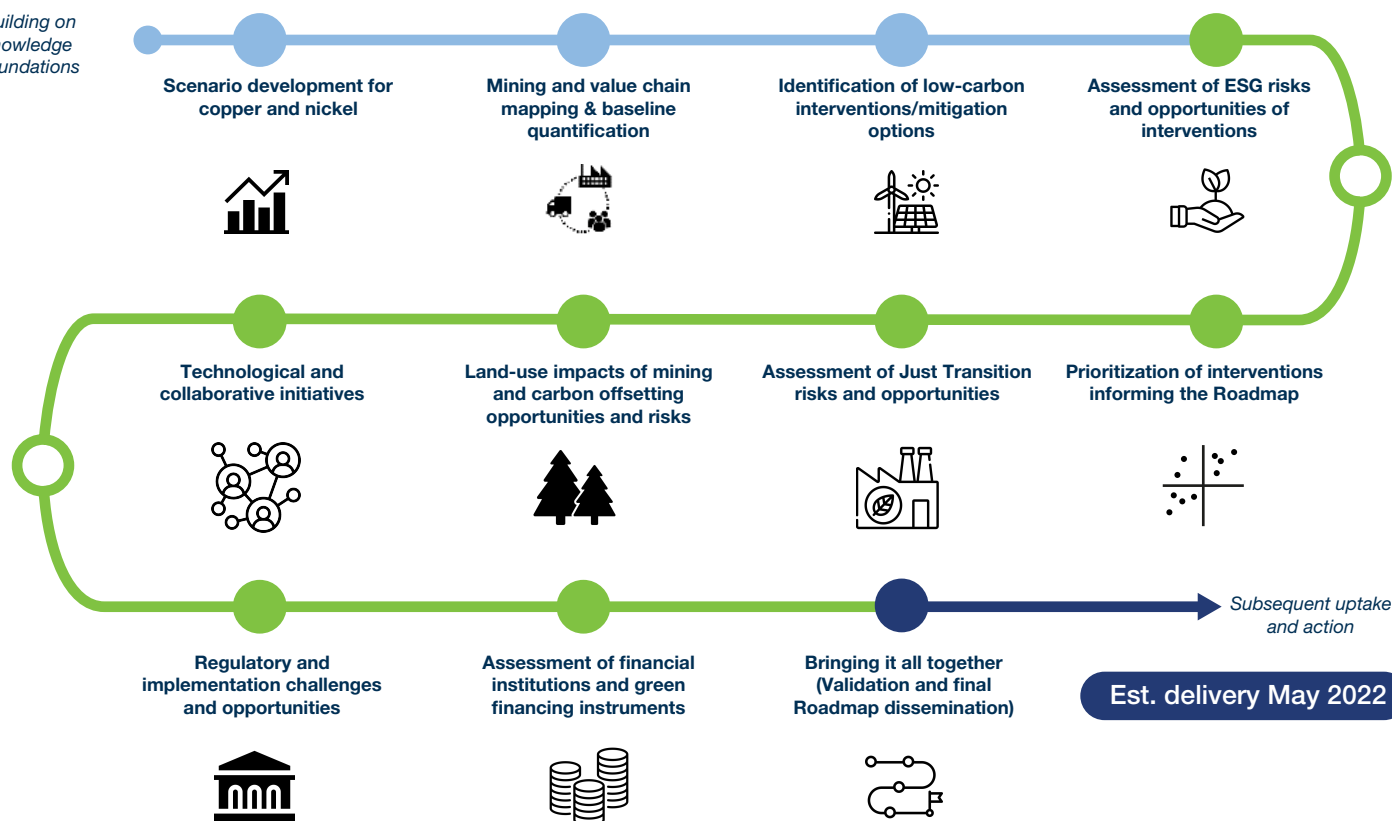 on
Scenario development for
copper and nickel
Mining and value chain
mapping & baseline
quantification
Identification of low-carbon
interventions/mitigation
options
Assessment of ESG risks
and opportunities of
interventions
Technological and
collaborative initiatives
Land-use impacts of mining
and carbon offsetting
opportunities and risks
Assessment of Just Transition
risks and opportunities
Prioritization of interventions
informing the Roadmap
Regulatory and
implementation challenges
and opportunities
Assessment of financial
institutions and green
financing instruments
Bringing it all together
(Validation and final
Roadmap dissemination)
Subsequent uptake
and action
Est. delivery May 2022